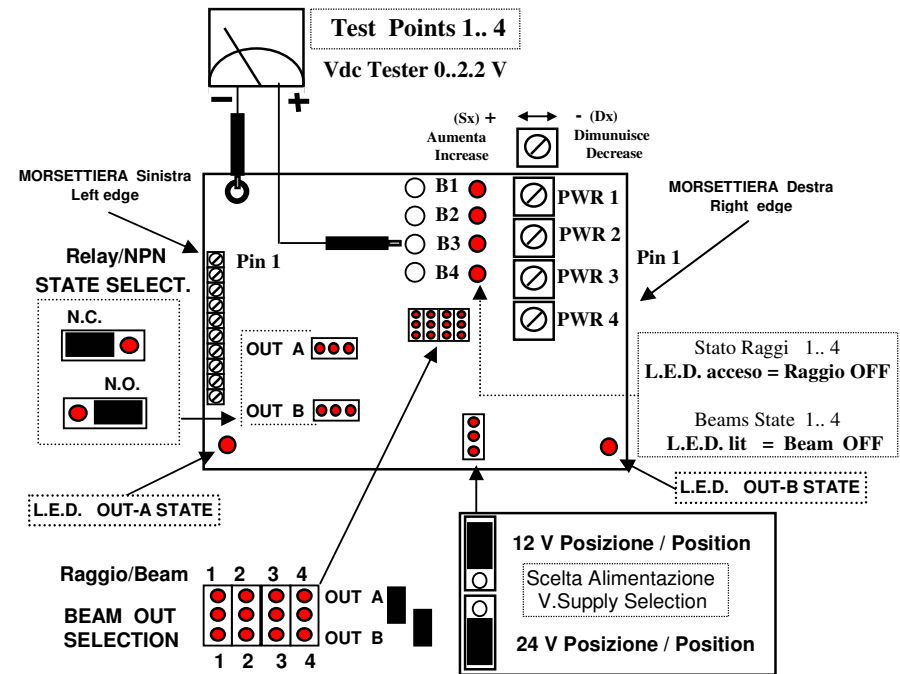 Test Points 1.. 4
Vdc Tester 0..2.2 V
− +
(Sx) + - (Dx)
Aumenta Dimunuisce
Increase Decrease
MORSETTIERA Sinistra
Left edge
MORSETTIERA Destra
Right edge
B1
B2
B3
B4
PWR 1
PWR 2
PWR 3
PWR 4
Pin 1
Pin 1
Relay/NPN
STATE SELECT.
N.C.
N.O.
OUT A
OUT B
Stato Raggi 1.. 4
L.E.D. acceso = Raggio OFF
Beams State 1.. 4
L.E.D. lit = Beam OFF
L.E.D. OUT-A STATE
L.E.D. OUT-B STATE
12 V Posizione / Position
Scelta Alimentazione
V.Supply Selection
24 V Posizione / Position
Raggio/Beam 1 2 3 4
BEAM OUT
SELECTION
OUT A
OUT B
1 2 3 4